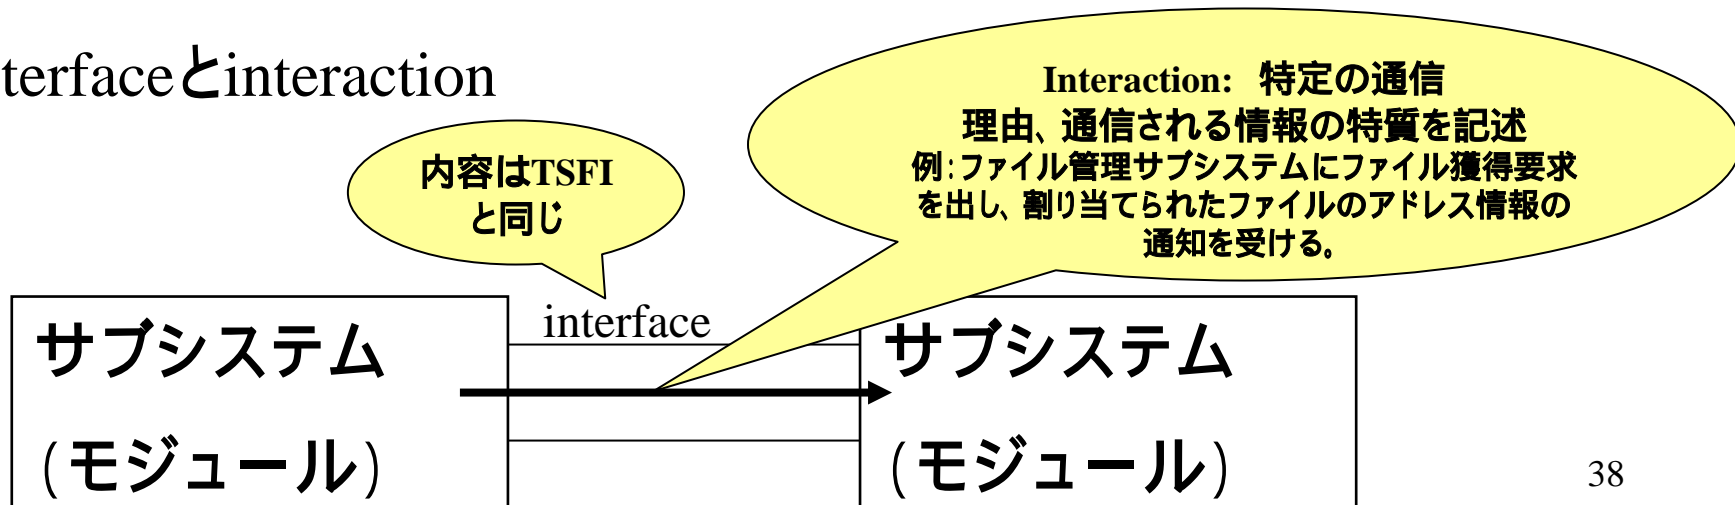 terfaceとinteraction
Interaction: 特定の通信
理由、通信される情報の特質を記述
例:ファイル管理サブシステムにファイル獲得要求
を出し、割り当てられたファイルのアドレス情報の
通知を受ける。
内容はTSFI
と同じ
interface
サブシステム
(モジュール)
サブシステム
(モジュール)
38